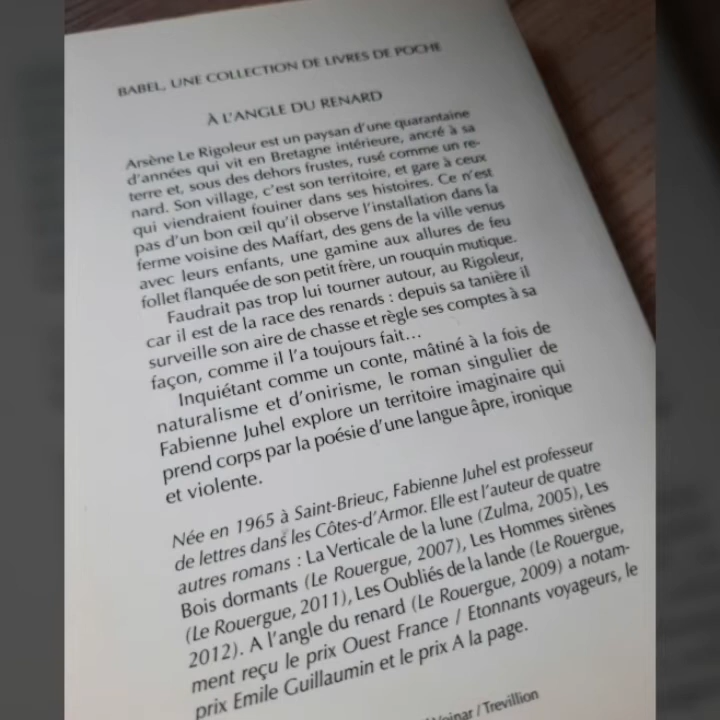 BABEL, UNE COLLECTION DE LIVRES DE POCHE
À L'ANGLE DU RENARD
Arsène Le Rigoleur est un paysan d'une quarantaine
d'années qui vit en Bretagne intérieure, ancré à sa
terre et, sous des dehors frustes, rusé comme un re-
nard. Son village, c'est son territoire, et gare à ceux
qui viendraient fouiner dans ses histoires. Ce n'est
pas d'un bon œil qu'il observe l'installation dans la
ferme voisine des Maffart, des gens de la ville venus
avec leurs enfants, une gamine aux allures de feu
follet flanquée de son petit frère, un rouquin mutique.
Faudrait pas trop lui tourner autour, au Rigoleur,
car il est de la race des renards : depuis sa tanière il
surveille son aire de chasse et règle ses comptes à sa
façon, comme il l'a toujours fait…
Inquiétant comme un conte, mâtiné à la fois de
naturalisme et d'onirisme, le roman singulier de
Fabienne Juhel explore un territoire imaginaire qui
prend corps par la poésie d'une langue âpre, ironique
et violente.
Née en 1965 à Saint-Brieuc, Fabienne Juhel est professeur
de lettres dans les Côtes-d'Armor. Elle est l'auteur de quatre
autres romans : La Verticale de la lune (Zulma, 2005), Les
Bois dormants (Le Rouergue, 2007), Les Hommes sirènes
(Le Rouergue, 2011), Les Oubliés de la lande (Le Rouergue,
2012). A l'angle du renard (Le Rouergue, 2009) a notam-
ment reçu le prix Ouest France / Etonnants voyageurs, le
prix Emile Guillaumin et le prix A la page.
/ Trevillion